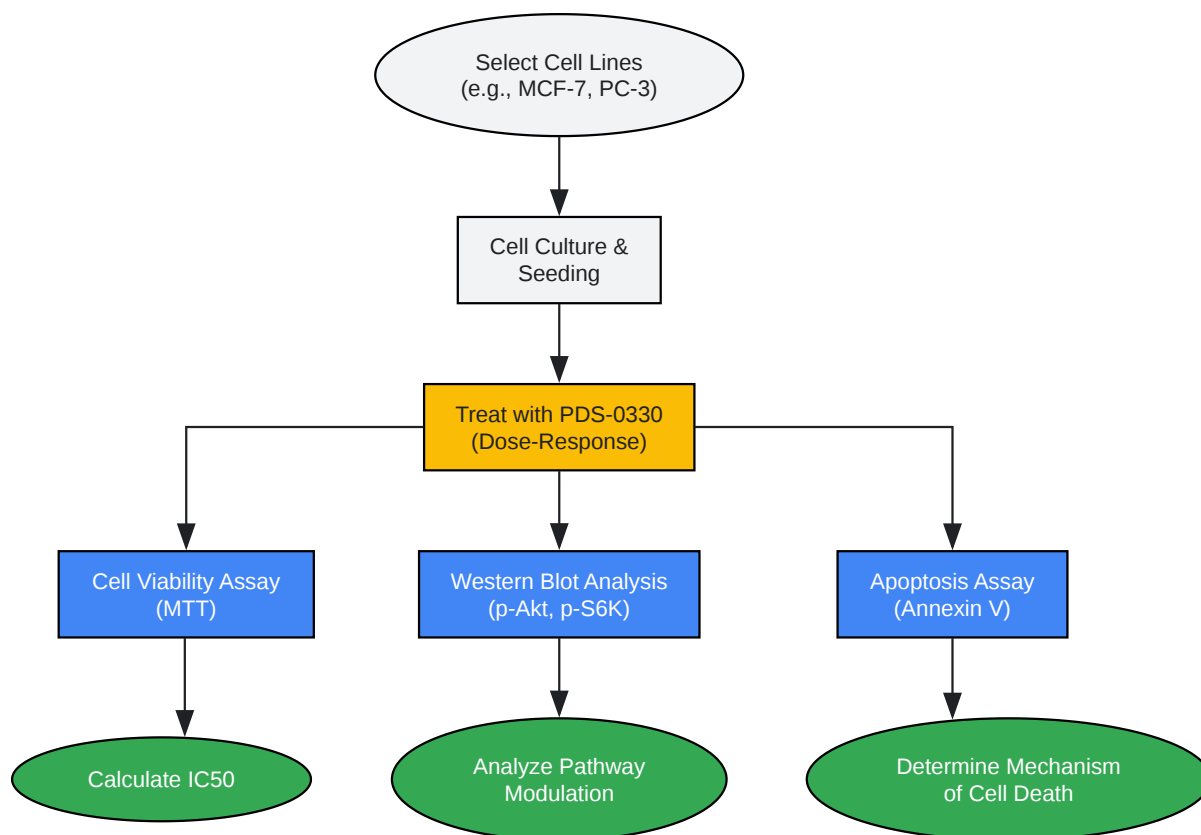 Select Cell Lines
(e.g., MCF-7, PC-3)
Cell Culture &
Seeding
Treat with PDS-0330
(Dose-Response)
Cell Viability Assay
(MTT)
Western Blot Analysis
(p-Akt, p-S6K)
Apoptosis Assay
(Annexin V)
Calculate IC50
Analyze Pathway
Modulation
Determine Mechanism
of Cell Death